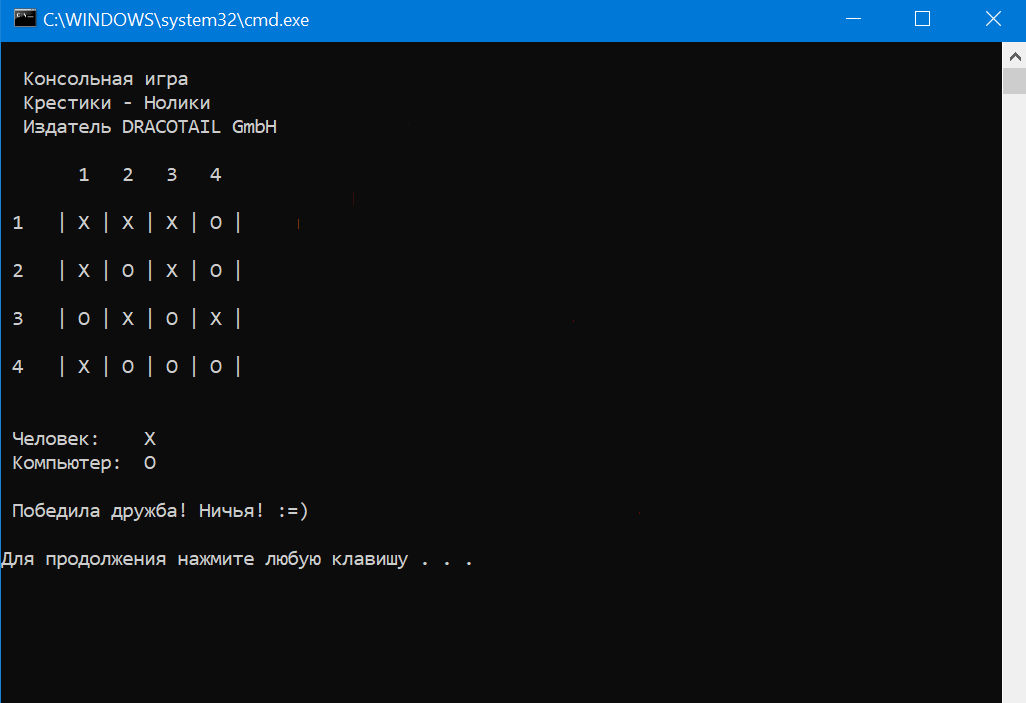 C:\WINDOWS\system32\cmd.exe
Консольная игра
Крестики - Нолики
Издатель DRACOTAIL GmbH
1 2 3 4
1 | X | X | X | O |
2 | X | O | X | O |
3 | O | X | O | X |
4 | X | O | O | O |
Человек: X
Компьютер: O
Победила дружба! Ничья! :=)
Для продолжения нажмите любую клавишу . . .